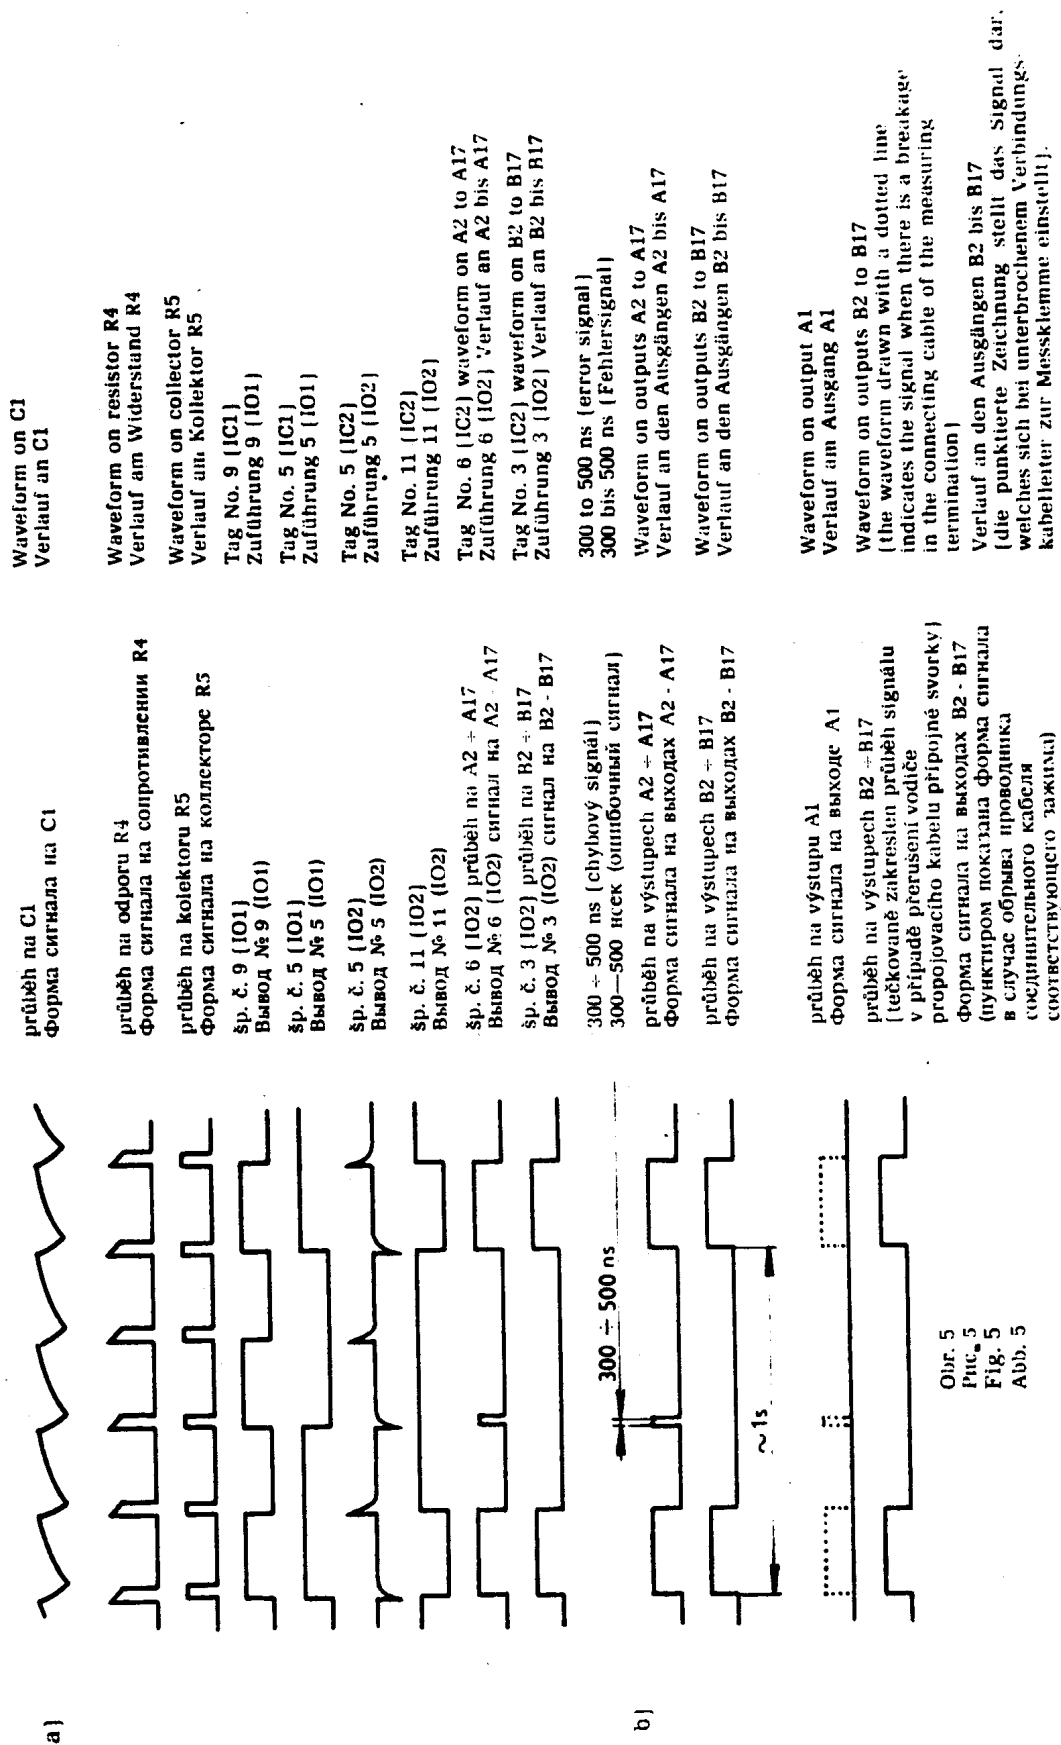 a)
průběh na C1
форма сигнала на C1
Waveform on C1
Verlauf an C1
průběh na odporu R4
форма сигнала на сопротивлении R4
Waveform on resistor R4
Verlauf am Widerstand R4
průběh na kolektoru R5
форма сигнала на коллекторе R5
Waveform on collector R5
Verlauf am Kollektor R5
šp. č. 9 (IO1)
Вывод № 9 (IO1)
Tag No. 9 (IC1)
Zuführung 9 (IO1)
šp. č. 5 (IO1)
Вывод № 5 (IO1)
Tag No. 5 (IC1)
Zuführung 5 (IO1)
šp. č. 5 (IO2)
Вывод № 5 (IO2)
Tag No. 5 (IC2)
Zuführung 5 (IO2)
šp. č. 11 (IO2)
Вывод № 11 (IO2)
Tag No. 11 (IC2)
Zuführung 11 (IO2)
šp. č. 6 (IO2) průběh na A2 ÷ A17
Вывод № 6 (IO2) сигнал на A2 - A17
Tag No. 6 (IC2) waveform on A2 to A17
Zuführung 6 (IO2) Verlauf an A2 bis A17
šp. č. 3 (IO2) průběh na B2 ÷ B17
Вывод № 3 (IO2) сигнал на B2 - B17
Tag No. 3 (IC2) waveform on B2 to B17
Zuführung 3 (IO2) Verlauf an B2 bis B17
b)
300 ÷ 500 ns
300 ÷ 500 ns (chybový signál)
300—500 нсек (ошибочный сигнал)
300 to 500 ns (error signal)
300 bis 500 ns (Fehlersignal)
průběh na výstupech A2 ÷ A17
форма сигнала на выходах A2 - A17
Waveform on outputs A2 to A17
Verlauf an den Ausgängen A2 bis A17
průběh na výstupech B2 ÷ B17
форма сигнала на выходах B2 - B17
Waveform on outputs B2 to B17
Verlauf an den Ausgängen B2 bis B17
~1s
průběh na výstupu A1
форма сигнала на выходе A1
Waveform on output A1
Verlauf am Ausgang A1
průběh na výstupech B2 ÷ B17
(tečkovaně zakreslen průběh signálu
v případě přerušení vodiče
propojovacího kabelu přípojné svorky)
форма сигнала на выходах B2 - B17
(пунктиром показана форма сигнала
в случае обрыва проводника
соединительного кабеля
соответствующего зажима)
Waveform on outputs B2 to B17
(the waveform drawn with a dotted line
indicates the signal when there is a breakage
in the connecting cable of the measuring
termination)
Verlauf an den Ausgängen B2 bis B17
(die punktierte Zeichnung stellt das Signal dar,
welches sich bei unterbrochenem Verbindungs-
kabelleiter zur Messklemme einstellt).
Obr. 5
Рис. 5
Fig. 5
Abb. 5